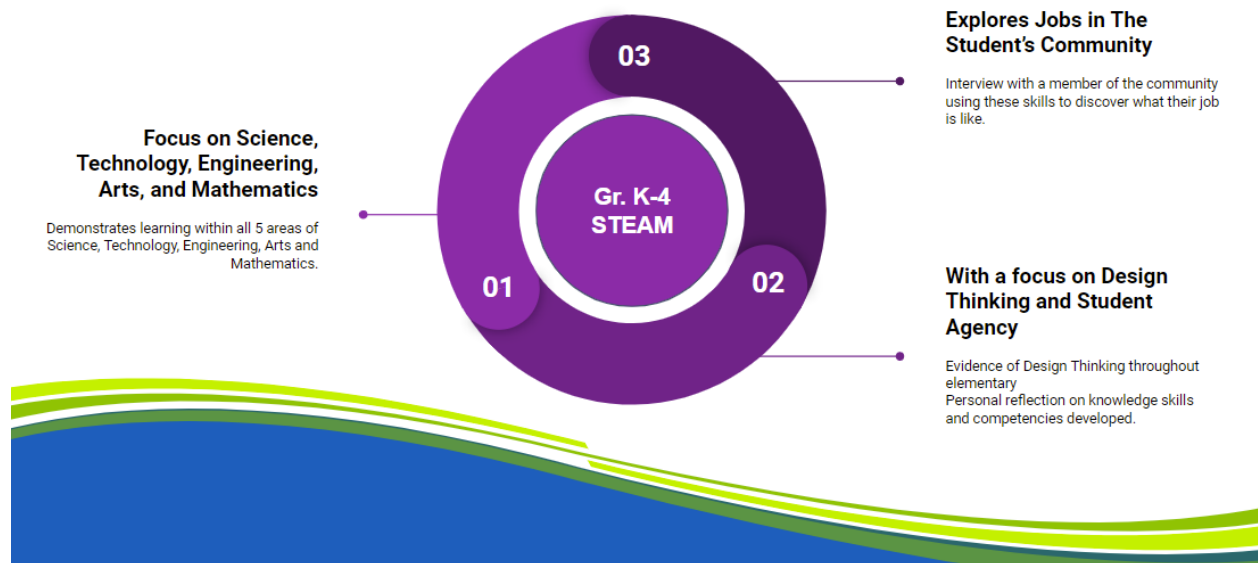 Focus on Science,
Technology, Engineering,
Arts, and Mathematics
Demonstrates learning within all 5 areas of
Science, Technology, Engineering, Arts and
Mathematics.
01
Gr. K-4
STEAM
03
02
Explores Jobs in The
Student’s Community
Interview with a member of the community
using these skills to discover what their job
is like.
With a focus on Design
Thinking and Student
Agency
Evidence of Design Thinking throughout
elementary
Personal reflection on knowledge skills
and competencies developed.